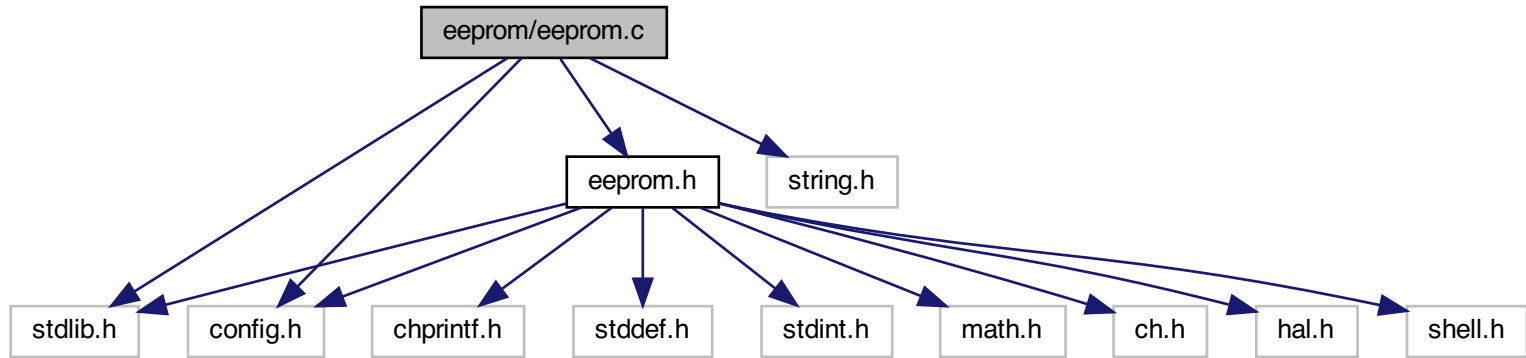 eeprom/eeprom.c
eeprom.h
string.h
stdlib.h
config.h
chprintf.h
stddef.h
stdint.h
math.h
ch.h
hal.h
shell.h